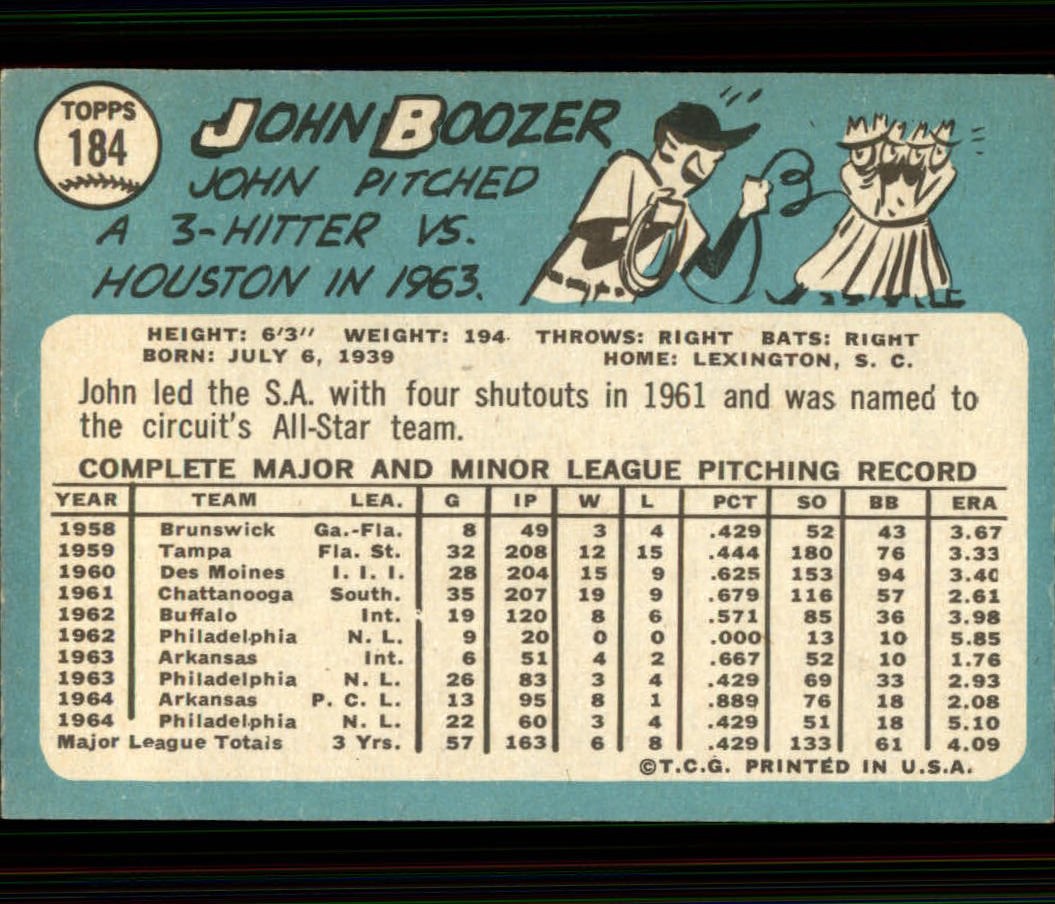 TOPPS
184
JOHN BOOZER
JOHN PITCHED
A 3-HITTER VS.
HOUSTON IN 1963.
HEIGHT: 6'3" WEIGHT: 194 THROWS: RIGHT BATS: RIGHT
BORN: JULY 6, 1939 HOME: LEXINGTON, S. C.
John led the S.A. with four shutouts in 1961 and was named to
the circuit's All-Star team.
COMPLETE MAJOR AND MINOR LEAGUE PITCHING RECORD
YEAR TEAM LEA. G IP W L PCT SO BB ERA
1958 Brunswick Ga.-Fla. 8 49 3 4 .429 52 43 3.67
1959 Tampa Fla. St. 32 208 12 15 .444 180 76 3.33
1960 Des Moines I. I. I. 28 204 15 9 .625 153 94 3.40
1961 Chattanooga South. 35 207 19 9 .679 116 57 2.61
1962 Buffalo Int. 19 120 8 6 .571 85 36 3.98
1962 Philadelphia N. L. 9 20 0 0 .000 13 10 5.85
1963 Arkansas Int. 6 51 4 2 .667 52 10 1.76
1963 Philadelphia N. L. 26 83 3 4 .429 69 33 2.93
1964 Arkansas P. C. L. 13 95 8 1 .889 76 18 2.08
1964 Philadelphia N. L. 22 60 3 4 .429 51 18 5.10
Major League Totals 3 Yrs. 57 163 6 8 .429 133 61 4.09
©T.C.G. PRINTED IN U.S.A.